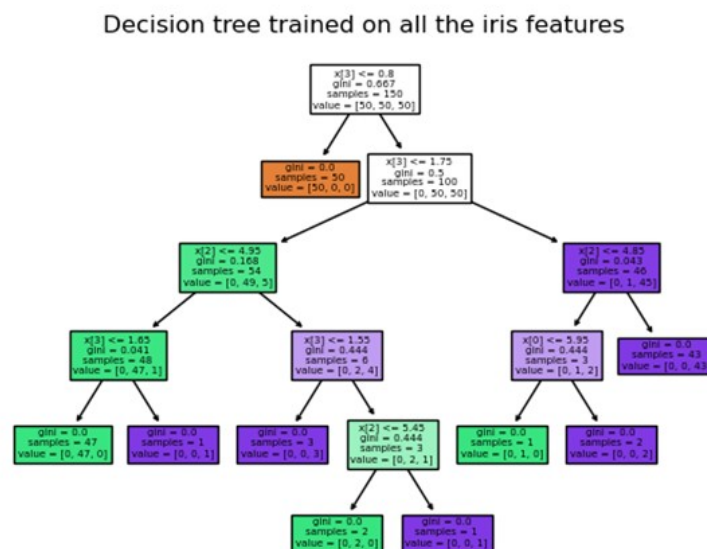 Decision tree trained on all the iris features
x[3] <= 0.8
gini = 0.667
samples = 150
value = [50, 50, 50]
gini = 0.0
samples = 50
value = [50, 0, 0]
x[3] <= 1.75
gini = 0.5
samples = 100
value = [0, 50, 50]
x[2] <= 4.95
gini = 0.168
samples = 54
value = [0, 49, 5]
x[2] <= 4.85
gini = 0.043
samples = 46
value = [0, 1, 45]
x[3] <= 1.65
gini = 0.041
samples = 48
value = [0, 47, 1]
x[3] <= 1.55
gini = 0.444
samples = 6
value = [0, 2, 4]
x[0] <= 5.95
gini = 0.444
samples = 3
value = [0, 1, 2]
gini = 0.0
samples = 43
value = [0, 0, 43]
gini = 0.0
samples = 47
value = [0, 47, 0]
gini = 0.0
samples = 1
value = [0, 0, 1]
gini = 0.0
samples = 3
value = [0, 0, 3]
x[2] <= 5.45
gini = 0.444
samples = 3
value = [0, 2, 1]
gini = 0.0
samples = 1
value = [0, 1, 0]
gini = 0.0
samples = 2
value = [0, 0, 2]
gini = 0.0
samples = 2
value = [0, 2, 0]
gini = 0.0
samples = 1
value = [0, 0, 1]